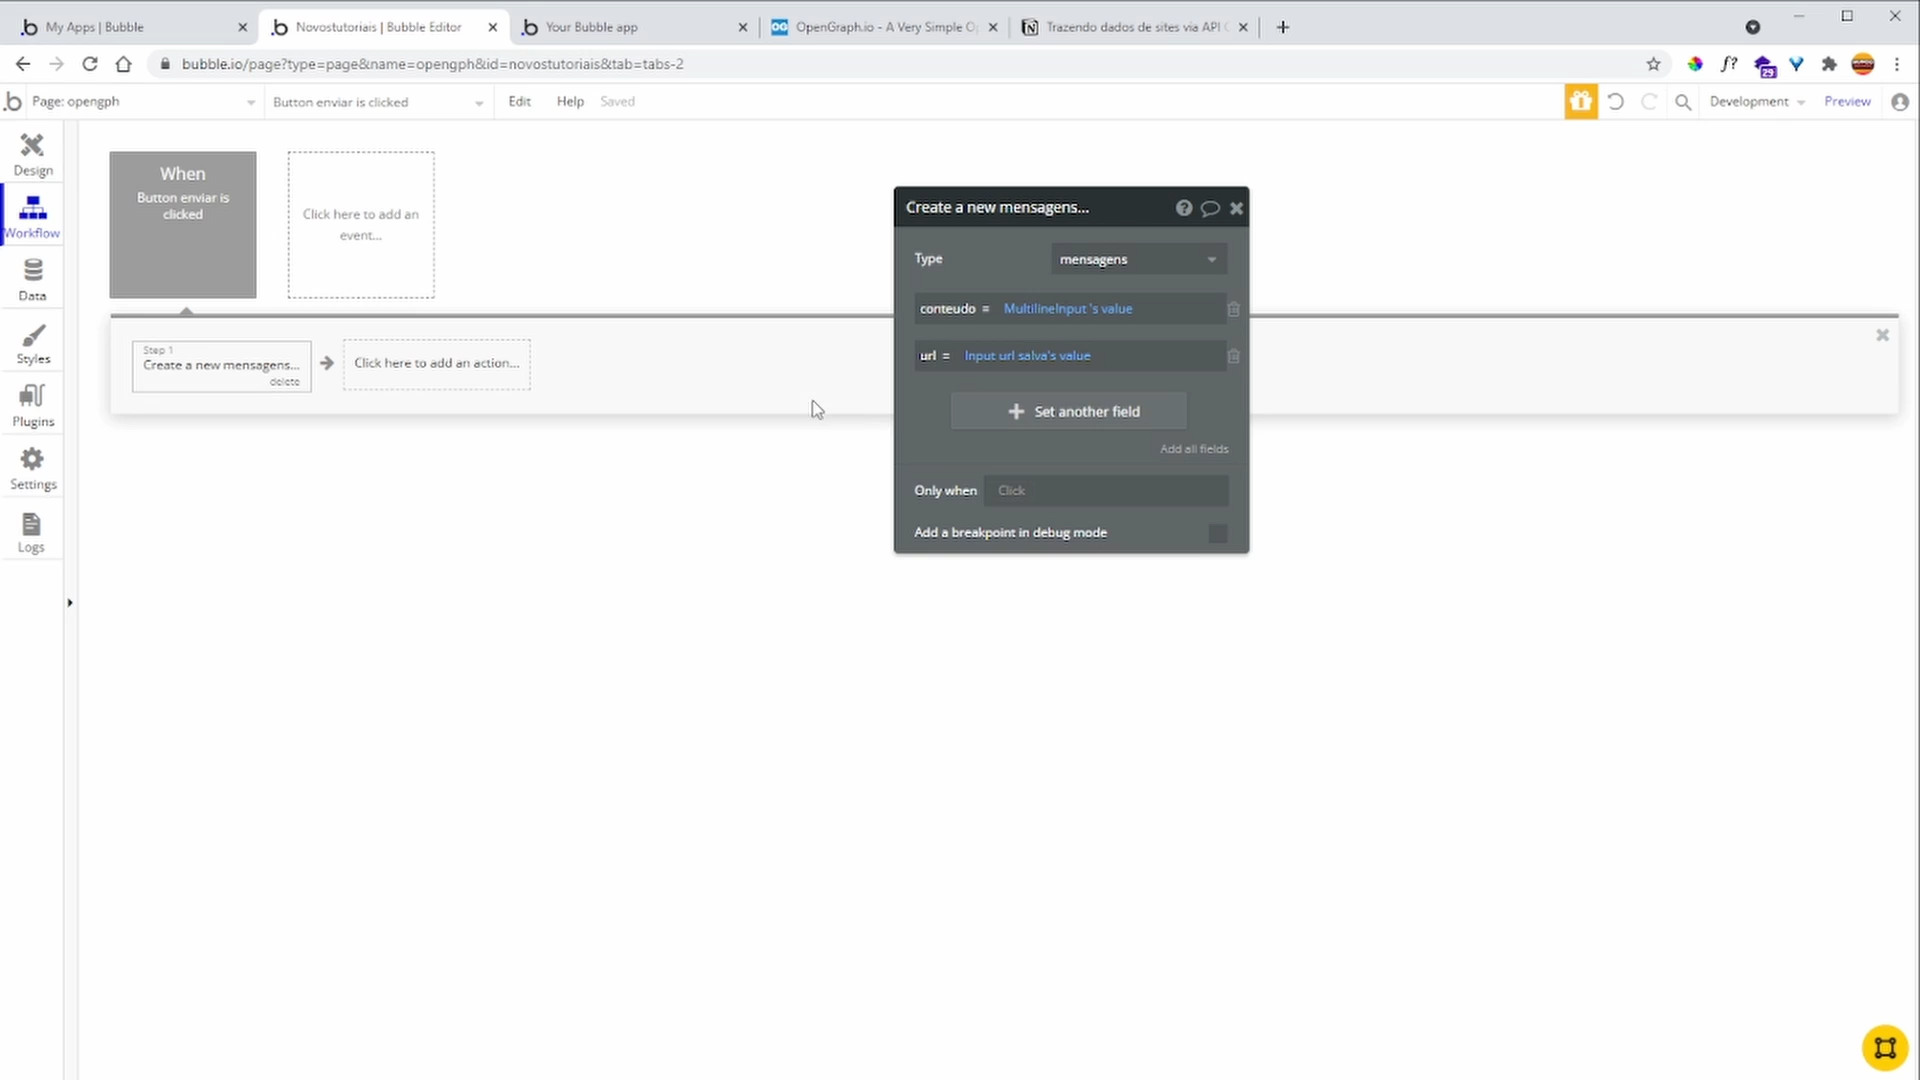 My Apps | Bubble
Novostutoriais | Bubble Editor
Your Bubble app
OpenGraph.io - A Very Simple O
Trazendo dados de sites via API
bubble.io/page?type=page&name=opengph&id=novostutoriais&tab=tabs-2
f?
29
Page: opengph
Button enviar is clicked
Edit
Help
Saved
Development
Preview
Design
Workflow
Data
Styles
Plugins
Settings
Logs
When
Button enviar is
clicked
Click here to add an
event...
Step 1
Create a new mensagens...
delete
Click here to add an action...
Create a new mensagens...
Type
mensagens
conteudo = MultilineInput 's value
url = Input url salva's value
Set another field
Add all fields
Only when
Click
Add a breakpoint in debug mode